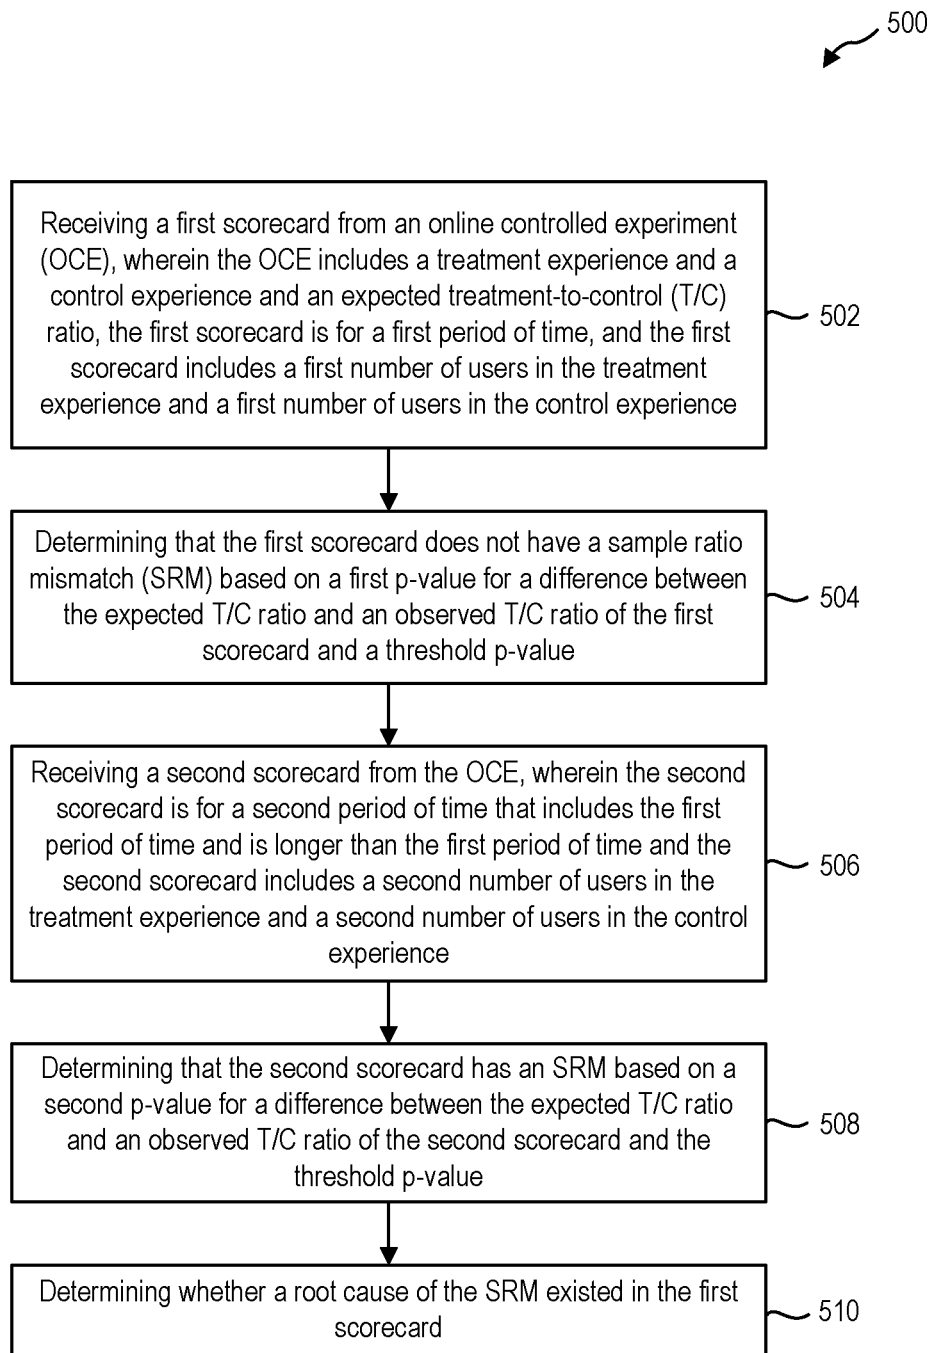 500
Receiving a first scorecard from an online controlled experiment
(OCE), wherein the OCE includes a treatment experience and a
control experience and an expected treatment-to-control (T/C)
ratio, the first scorecard is for a first period of time, and the first
scorecard includes a first number of users in the treatment
experience and a first number of users in the control experience
502
Determining that the first scorecard does not have a sample ratio
mismatch (SRM) based on a first p-value for a difference between
the expected T/C ratio and an observed T/C ratio of the first
scorecard and a threshold p-value
504
Receiving a second scorecard from the OCE, wherein the second
scorecard is for a second period of time that includes the first
period of time and is longer than the first period of time and the
second scorecard includes a second number of users in the
treatment experience and a second number of users in the control
experience
506
Determining that the second scorecard has an SRM based on a
second p-value for a difference between the expected T/C ratio
and an observed T/C ratio of the second scorecard and the
threshold p-value
508
Determining whether a root cause of the SRM existed in the first
scorecard
510